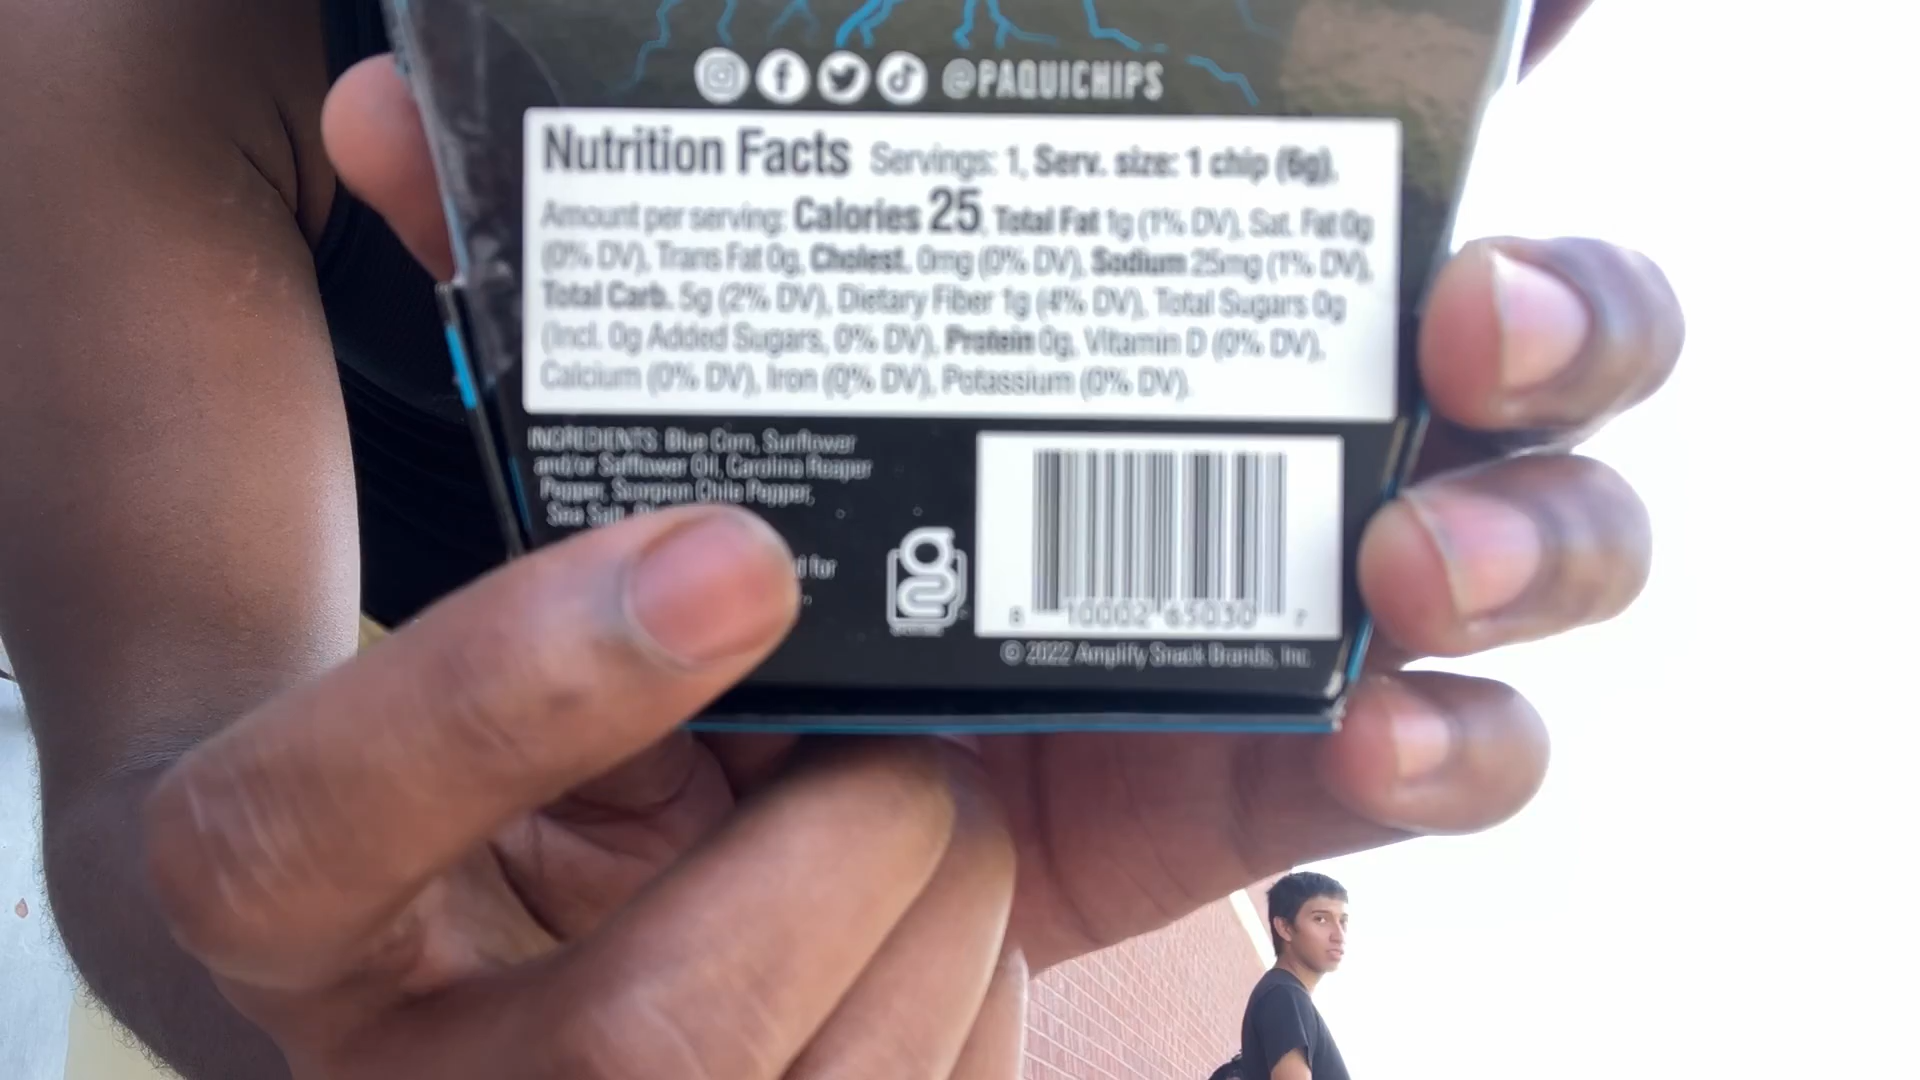 @PAQUICHIPS
Nutrition Facts Servings: 1, Serv. size: 1 chip (6g),
Amount per serving: Calories 25, Total Fat 1g (1% DV), Sat. Fat 0g
(0% DV), Trans Fat 0g, Cholest. 0mg (0% DV), Sodium 25mg (1% DV),
Total Carb. 5g (2% DV), Dietary Fiber 1g (4% DV), Total Sugars 0g
(Incl. 0g Added Sugars, 0% DV), Protein 0g, Vitamin D (0% DV),
Calcium (0% DV), Iron (0% DV), Potassium (0% DV).
INGREDIENTS: Blue Corn, Sunflower
and/or Safflower Oil, Carolina Reaper
Pepper, Scorpion Chile Pepper,
Sea Salt,
for
8 10002 65030 7
© 2022 Amplify Snack Brands, Inc.